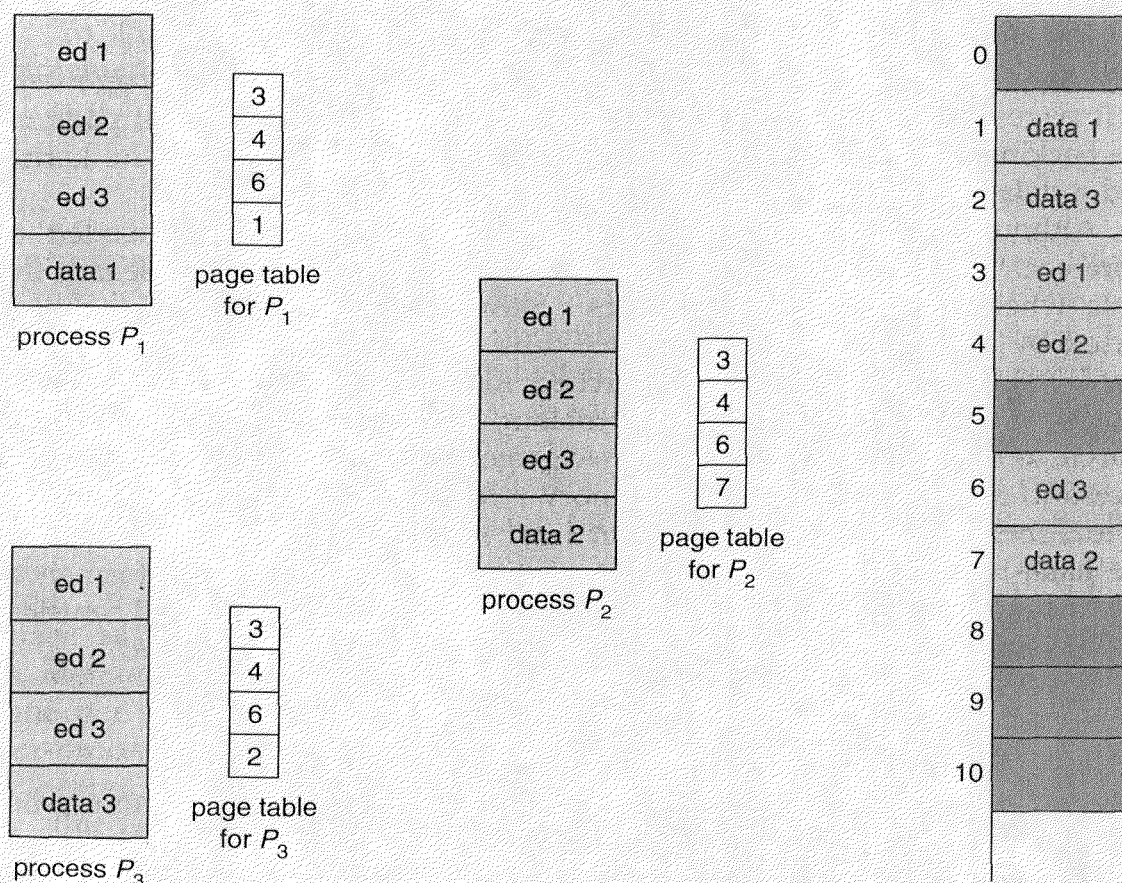 ed 1
ed 2
ed 3
data 1
process P1
3
4
6
1
page table
for P1
ed 1
ed 2
ed 3
data 2
process P2
3
4
6
7
page table
for P2
ed 1
ed 2
ed 3
data 3
process P3
3
4
6
2
page table
for P3
0
1 data 1
2 data 3
3 ed 1
4 ed 2
5
6 ed 3
7 data 2
8
9
10